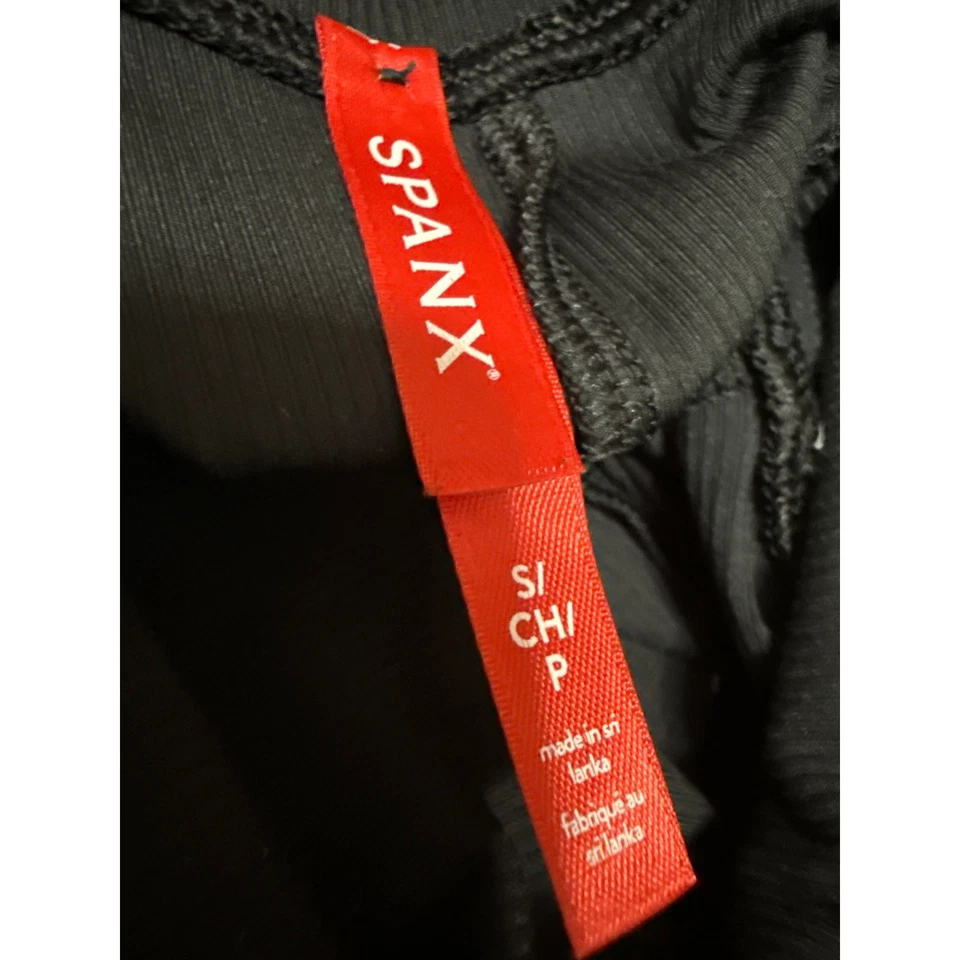 SPANX®
S/
CH/
P
made in sri
lanka
fabriqué au
sri lanka